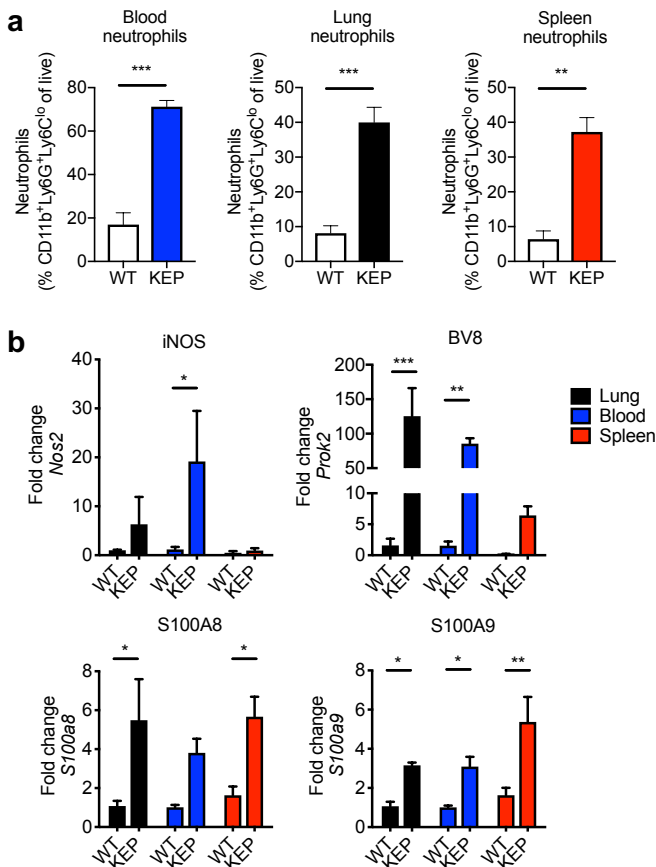 a
Blood
neutrophils
Neutrophils
(% CD11b⁺Ly6G⁺Ly6Cˡᵒ of live)
80
60
40
20
0
***
WT KEP
Lung
neutrophils
Neutrophils
(% CD11b⁺Ly6G⁺Ly6Cˡᵒ of live)
50
40
30
20
10
0
***
WT KEP
Spleen
neutrophils
Neutrophils
(% CD11b⁺Ly6G⁺Ly6Cˡᵒ of live)
50
40
30
20
10
0
**
WT KEP
b
iNOS
Fold change
Nos2
40
30
20
10
0
*
WT KEP WT KEP WT KEP
BV8
Fold change
Prok2
200
150
100
50
10
5
0
***
**
WT KEP WT KEP WT KEP
Lung
Blood
Spleen
S100A8
Fold change
S100a8
8
6
4
2
0
*
*
WT KEP WT KEP WT KEP
S100A9
Fold change
S100a9
8
6
4
2
0
*
*
**
WT KEP WT KEP WT KEP